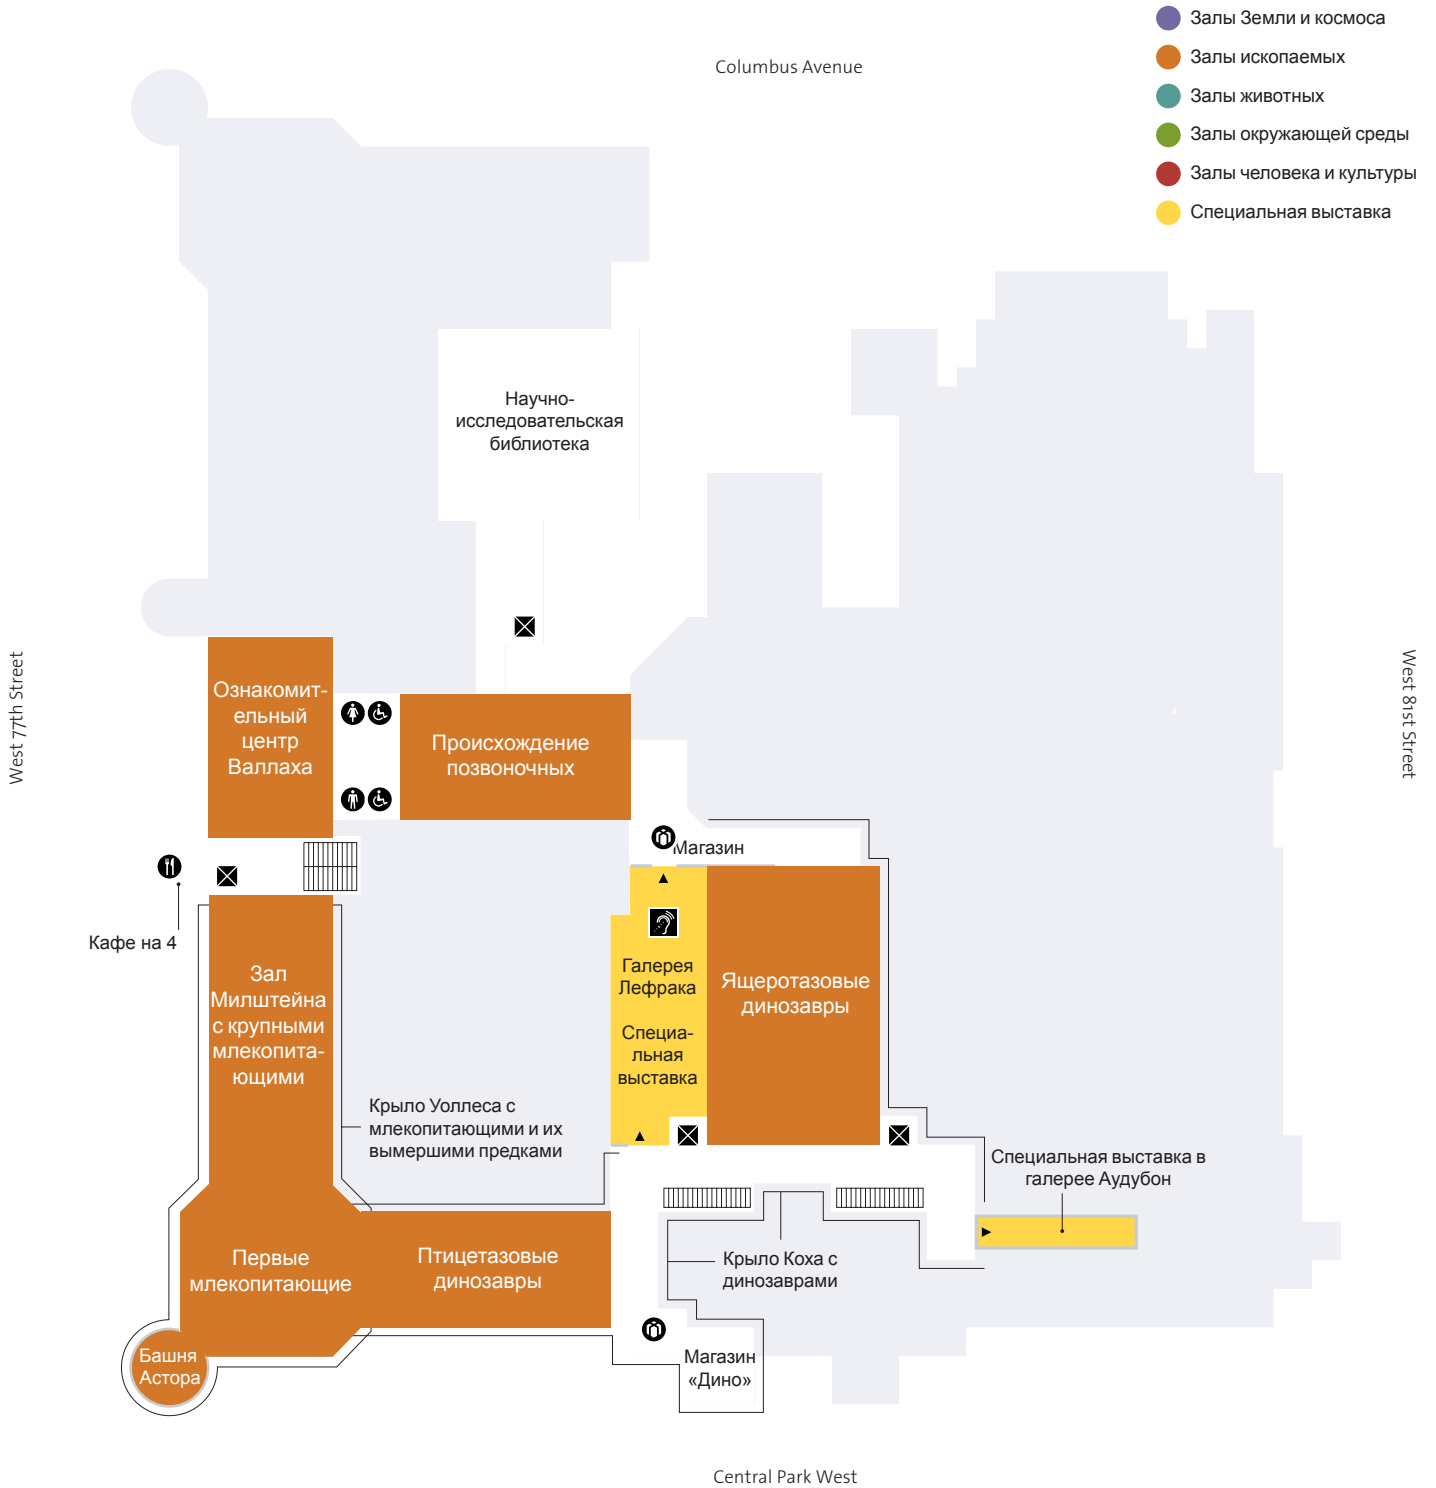 Залы Земли и космоса
Залы ископаемых
Залы животных
Залы окружающей среды
Залы человека и культуры
Специальная выставка
Columbus Avenue
Научно-
исследовательская
библиотека
West 77th Street
West 81st Street
Ознакомит-
ельный
центр
Валлаха
Происхождение
позвоночных
Магазин
Кафе на 4
Зал
Милштейна
с крупными
млекопита-
ющими
Галерея
Лефрака
Специа-
льная
выставка
Ящеротазовые
динозавры
Крыло Уоллеса с
млекопитающими и их
вымершими предками
Специальная выставка в
галерее Аудубон
Первые
млекопитающие
Птицетазовые
динозавры
Крыло Коха с
динозаврами
Башня
Астора
Магазин
«Дино»
Central Park West